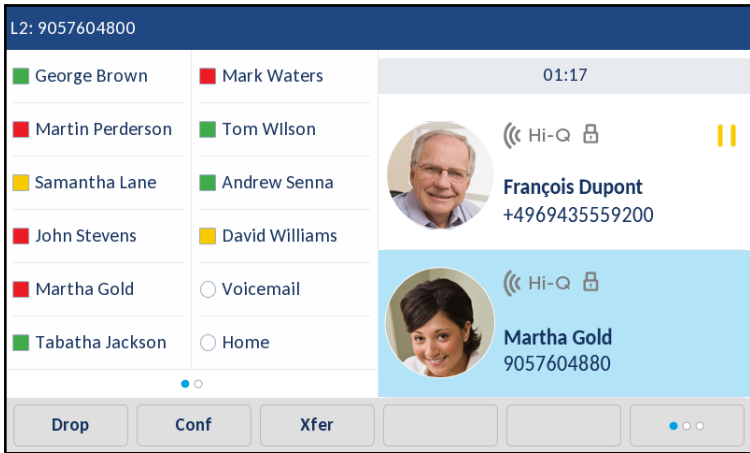 L2: 9057604800
George Brown
Mark Waters
Martin Perderson
Tom WIlson
Samantha Lane
Andrew Senna
John Stevens
David Williams
Martha Gold
Voicemail
Tabatha Jackson
Home
01:17
Hi-Q
François Dupont
+4969435559200
Hi-Q
Martha Gold
9057604880
Drop
Conf
Xfer